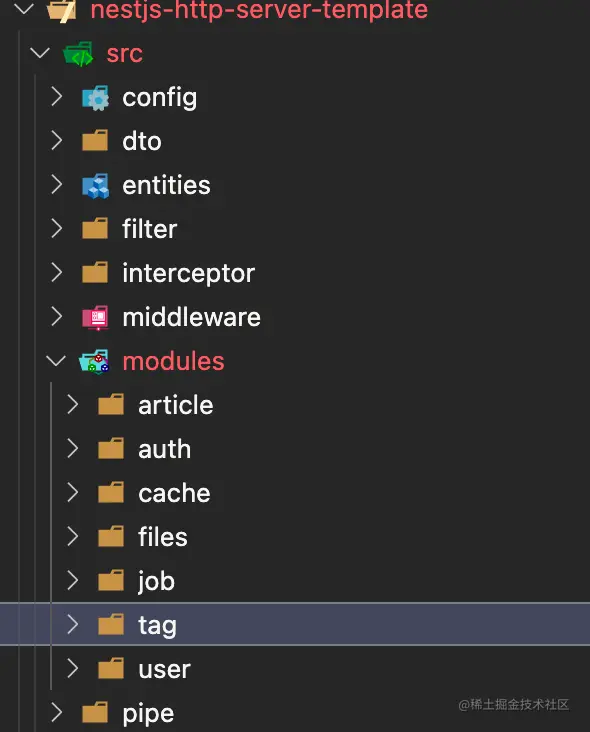 nestjs-http-server-template
src
config
dto
entities
filter
interceptor
middleware
modules
article
auth
cache
files
job
tag
user
pipe
@稀土掘金技术社区